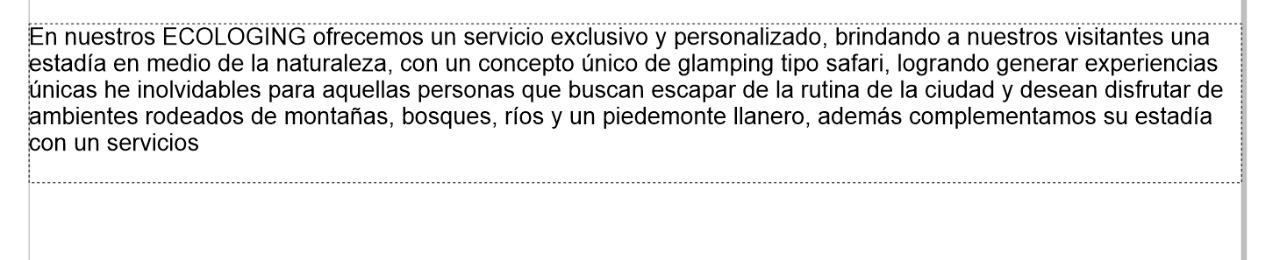 En nuestros ECOLOGING ofrecemos un servicio exclusivo y personalizado, brindando a nuestros visitantes una
estadía en medio de la naturaleza, con un concepto único de glamping tipo safari, logrando generar experiencias
únicas he inolvidables para aquellas personas que buscan escapar de la rutina de la ciudad y desean disfrutar de
ambientes rodeados de montañas, bosques, ríos y un piedemonte llanero, además complementamos su estadía
con un servicios